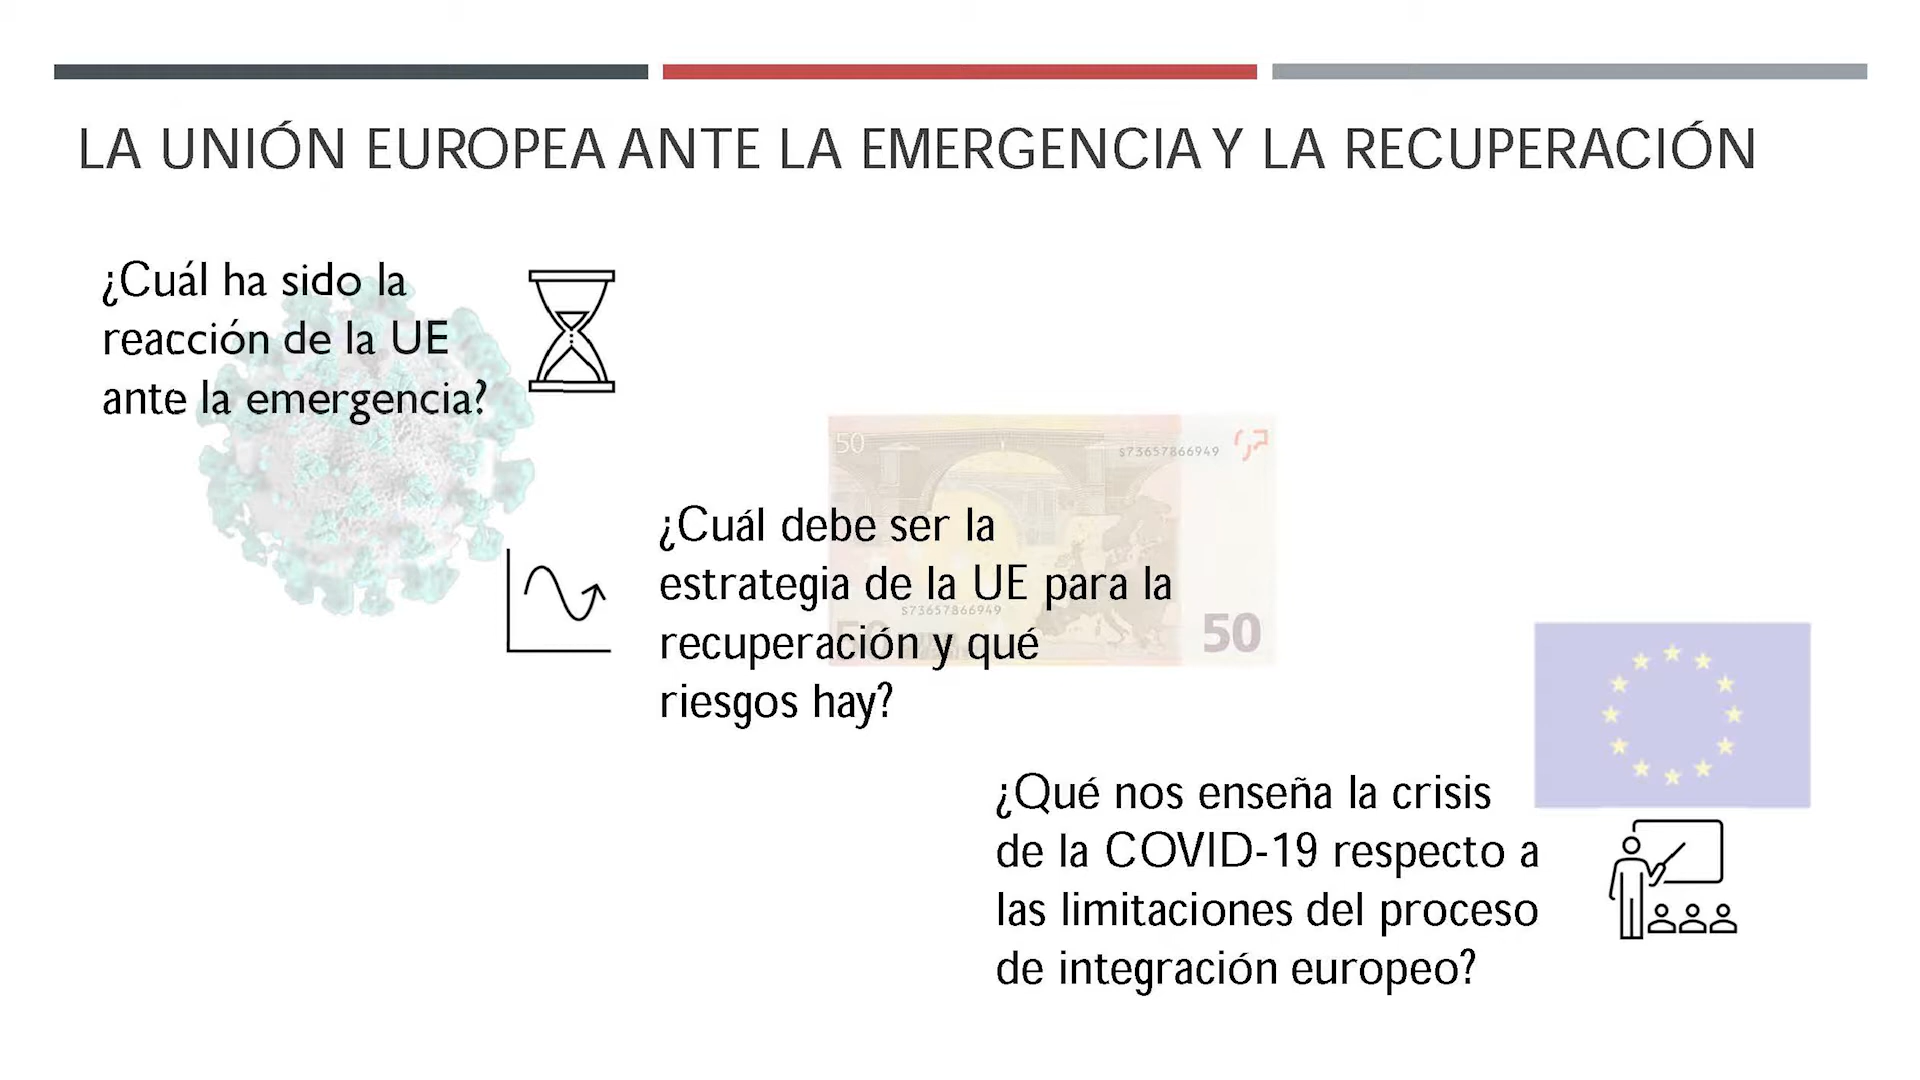 LA UNIÓN EUROPEA ANTE LA EMERGENCIA Y LA RECUPERACIÓN
¿Cuál ha sido la
reacción de la UE
ante la emergencia?
50
S73657866949
¿Cuál debe ser la
estrategia de la UE para la
S73657866949
50
recuperación y qué
50
riesgos hay?
¿Qué nos enseña la crisis
de la COVID-19 respecto a
las limitaciones del proceso
de integración europeo?